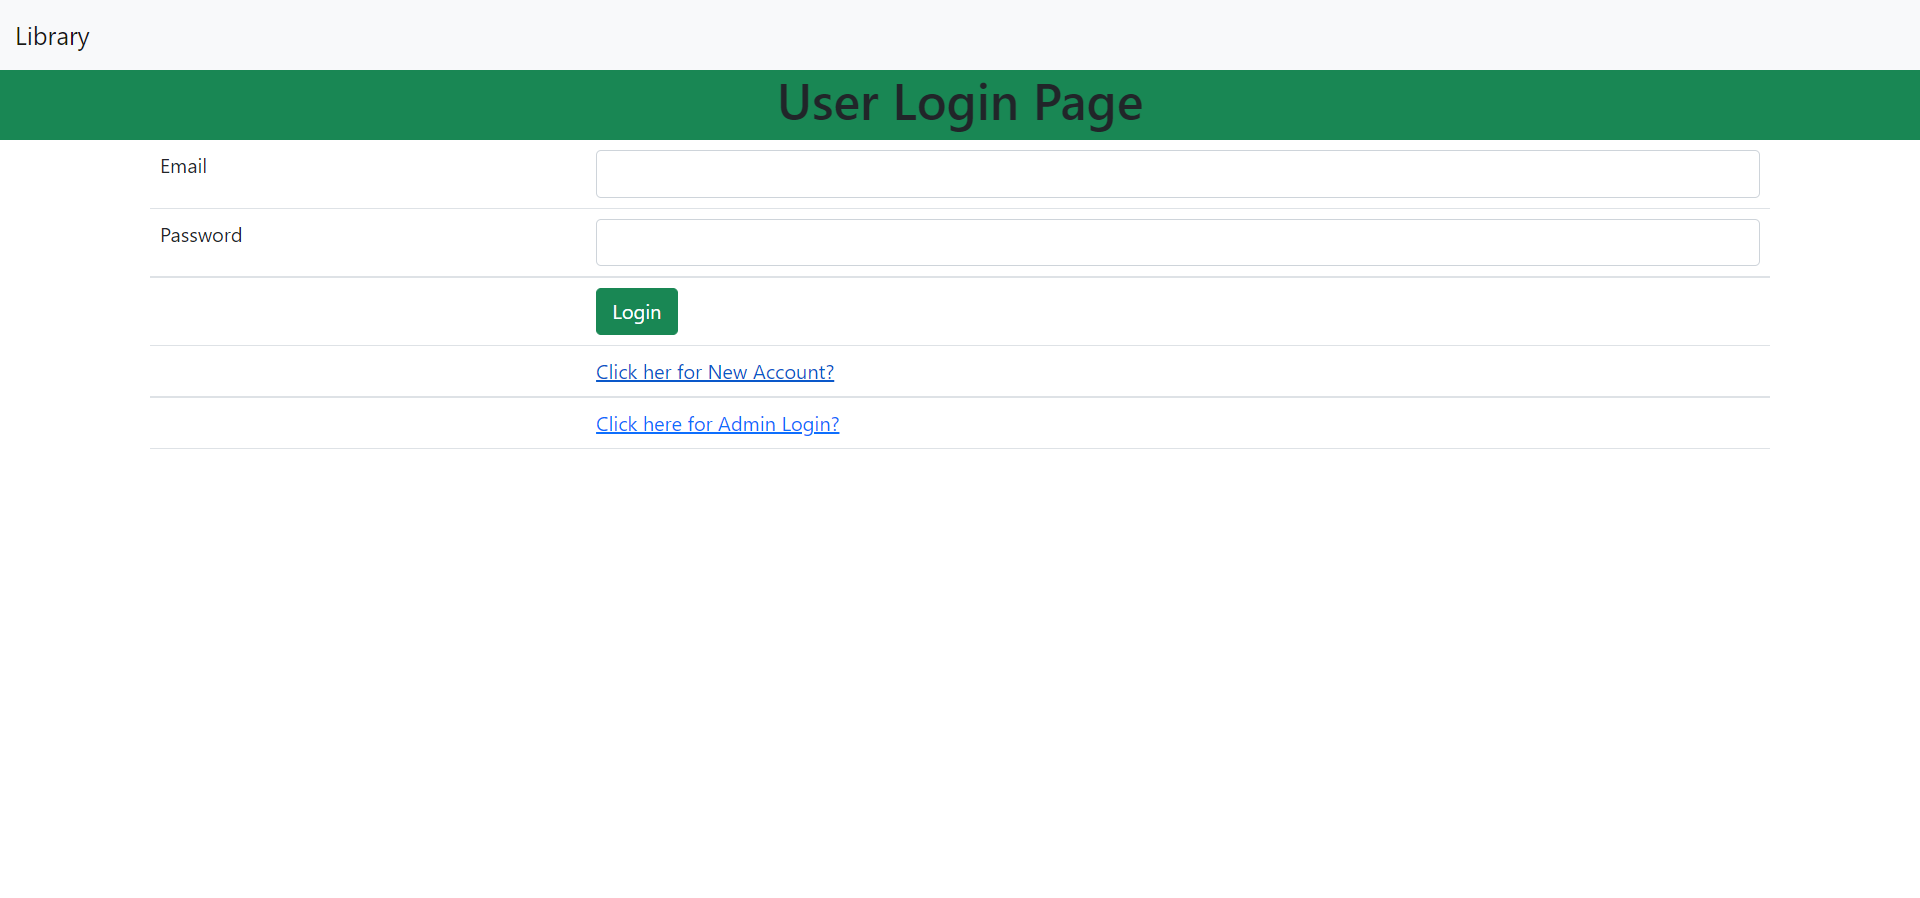 Library
User Login Page
Email
Password
Login
Click her for New Account?
Click here for Admin Login?